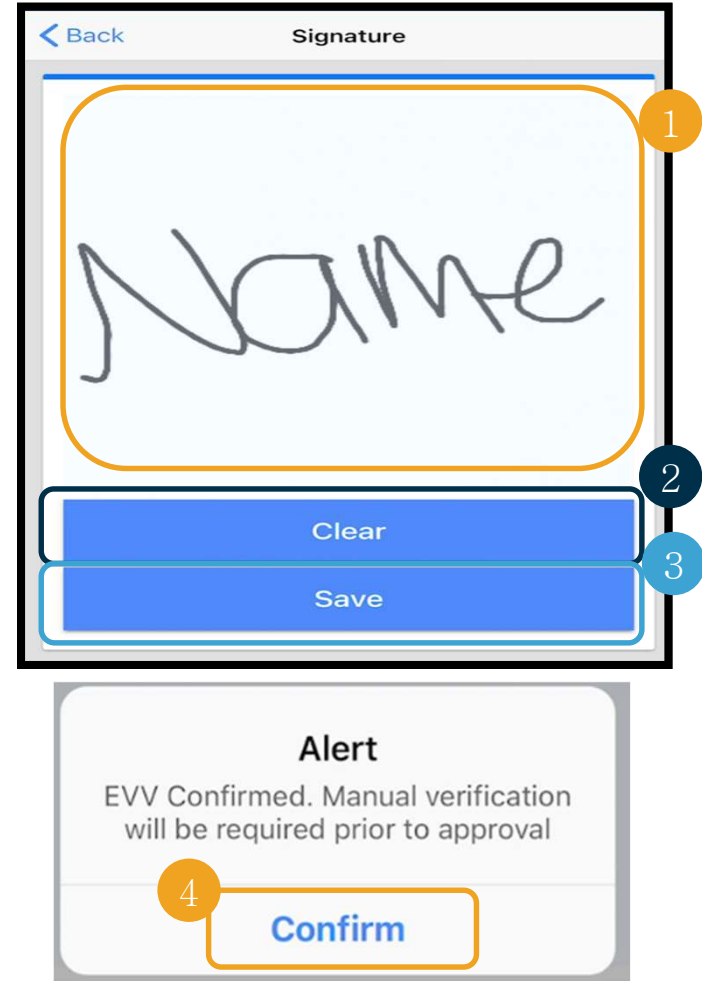 Back Signature
1
Name
2
Clear
3
Save
Alert
EVV Confirmed. Manual verification
will be required prior to approval
4
Confirm